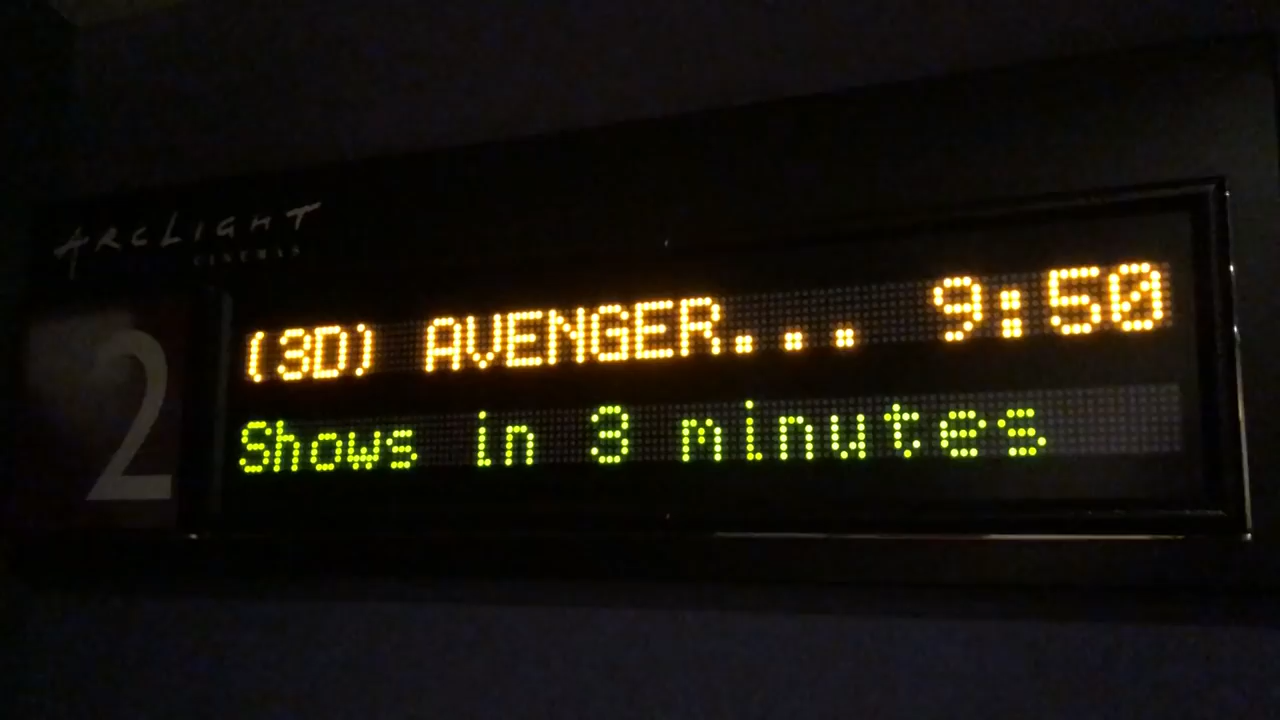 ARCLIGHT
CINEMAS
2
(3D) AVENGER... 9:50
Shows in 3 minutes